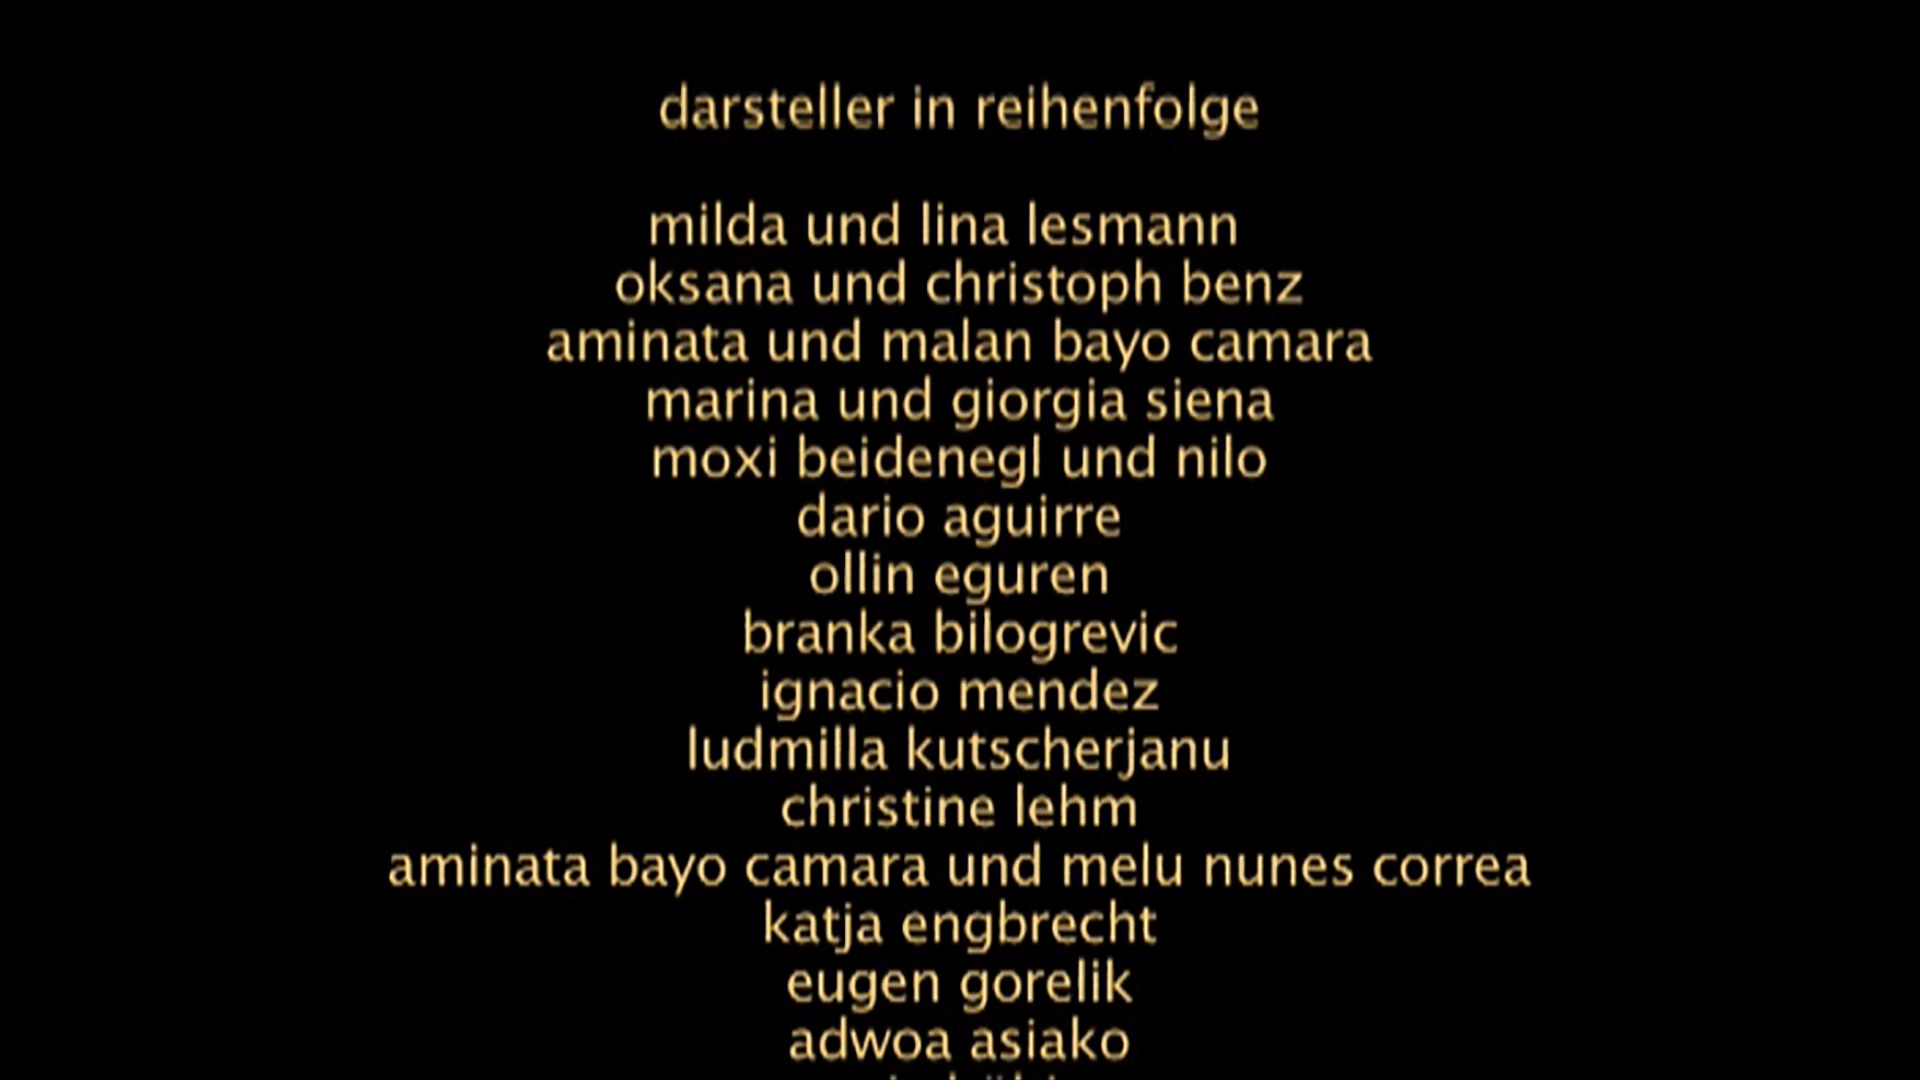 darsteller in reihenfolge
milda und lina lesmann
oksana und christoph benz
aminata und malan bayo camara
marina und giorgia siena
moxi beidenegl und nilo
dario aguirre
ollin eguren
branka bilogrevic
ignacio mendez
ludmilla kutscherjanu
christine lehm
aminata bayo camara und melu nunes correa
katja engbrecht
eugen gorelik
adwoa asiako